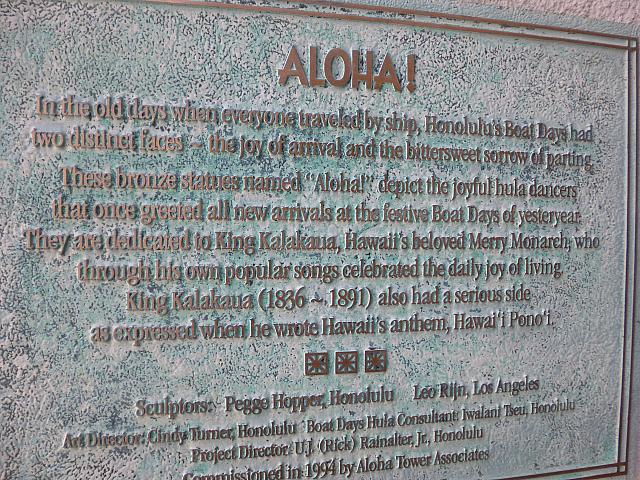 ALOHA!
In the old days when everyone traveled by ship, Honolulu's Boat Days had
two distinct faces ~ the joy of arrival and the bittersweet sorrow of parting.
These bronze statues named "Aloha!" depict the joyful hula dancers
that once greeted all new arrivals at the festive Boat Days of yesteryear.
They are dedicated to King Kalakaua, Hawaii's beloved Merry Monarch, who
through his own popular songs celebrated the daily joy of living.
King Kalakaua (1836 ~ 1891) also had a serious side
as expressed when he wrote Hawaii's anthem, Hawai'i Pono'i.
Sculptors: Pegge Hopper, Honolulu Leo Rijn, Los Angeles
Art Director: Cindy Turner, Honolulu Boat Days Hula Consultant: Iwalani Tseu, Honolulu
Project Director: U.J. (Rick) Rainalter, Jr., Honolulu
Commissioned in 1994 by Aloha Tower Associates